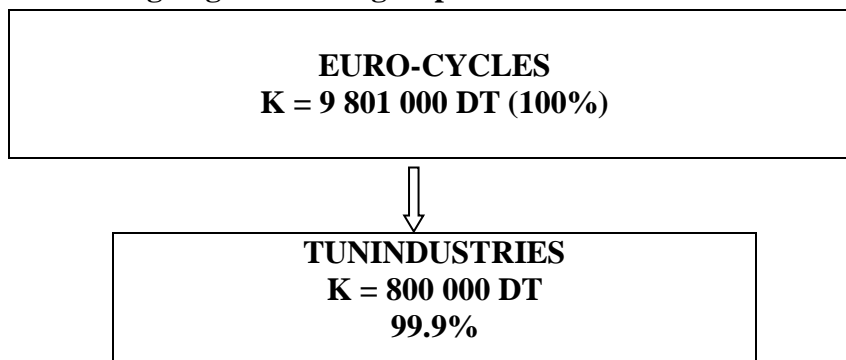 EURO-CYCLES
K = 9 801 000 DT (100%)
TUNINDUSTRIES
K = 800 000 DT
99.9%